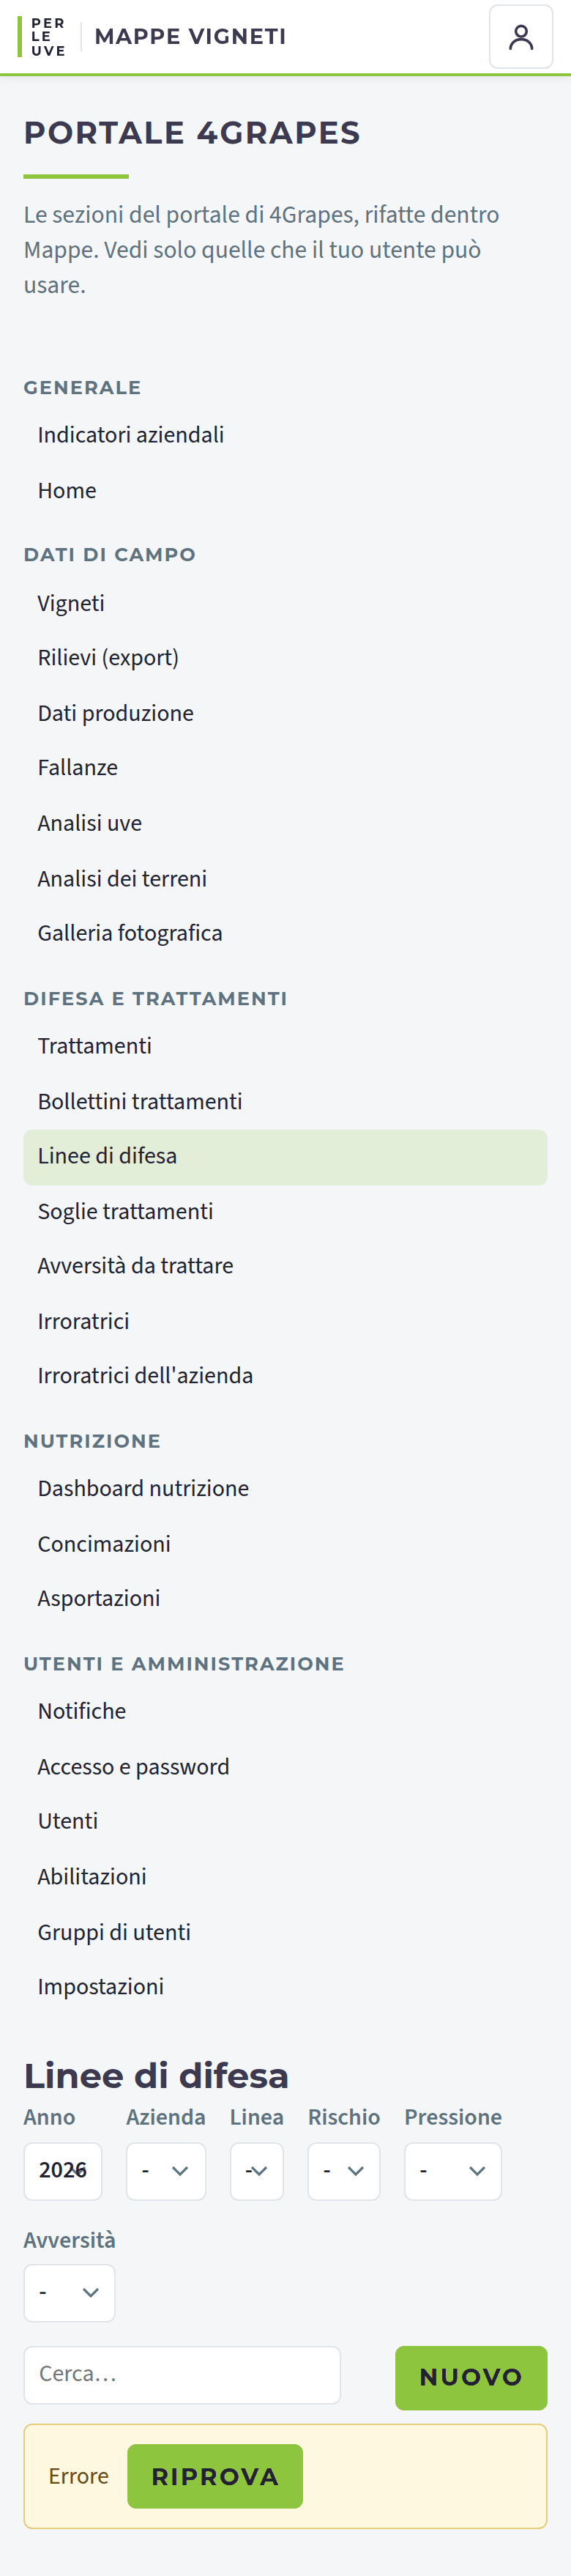 PER
LE
UVE
MAPPE VIGNETI
PORTALE 4GRAPES
Le sezioni del portale di 4Grapes, rifatte dentro
Mappe. Vedi solo quelle che il tuo utente può
usare.
GENERALE
Indicatori aziendali
Home
DATI DI CAMPO
Vigneti
Rilievi (export)
Dati produzione
Fallanze
Analisi uve
Analisi dei terreni
Galleria fotografica
DIFESA E TRATTAMENTI
Trattamenti
Bollettini trattamenti
Linee di difesa
Soglie trattamenti
Avversità da trattare
Irroratrici
Irroratrici dell'azienda
NUTRIZIONE
Dashboard nutrizione
Concimazioni
Asportazioni
UTENTI E AMMINISTRAZIONE
Notifiche
Accesso e password
Utenti
Abilitazioni
Gruppi di utenti
Impostazioni
Linee di difesa
Anno Azienda Linea Rischio Pressione
2026 - - - -
Avversità
-
Cerca... NUOVO
Errore RIPROVA